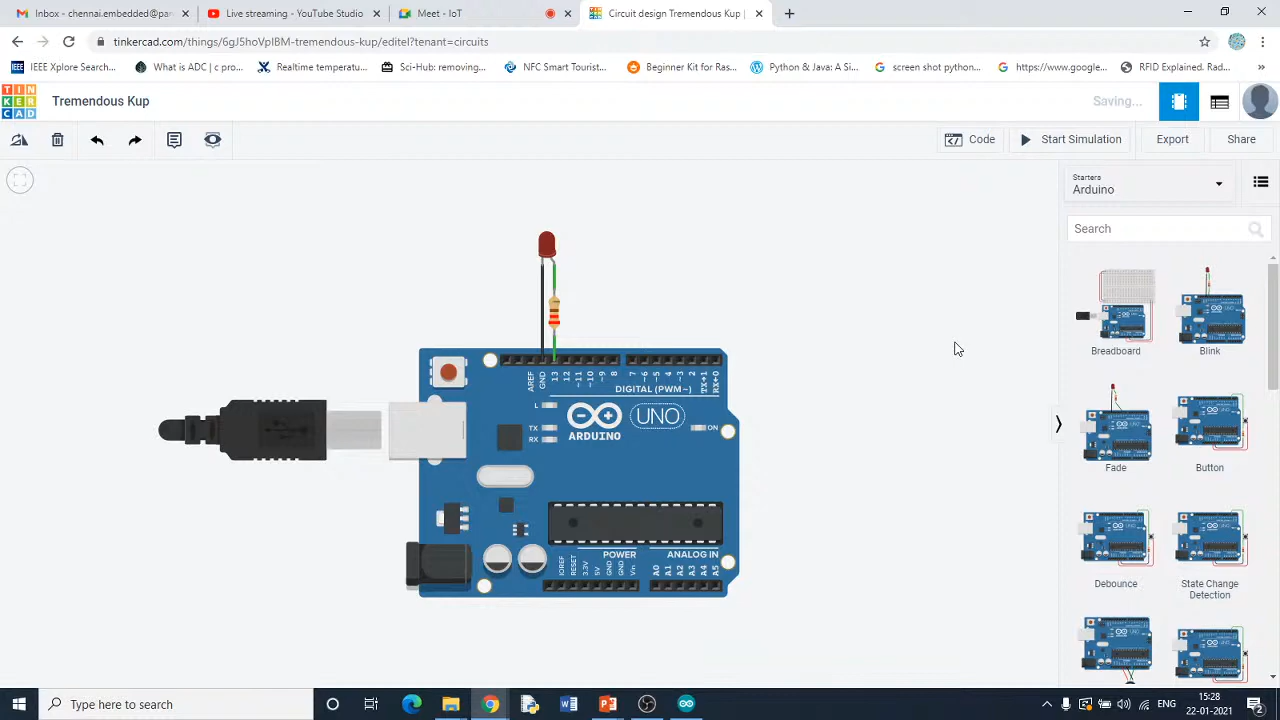 Inbox - chennai.embedded@pan
Live streaming - YouTube Studio
Meet - IoT
Circuit design Tremendous Kup |
tinkercad.com/things/6gJ5hoVpIBM-tremendous-kup/editel?tenant=circuits
IEEE Xplore Search...
What is ADC | c pro...
Realtime temperatu...
Sci-Hub: removing...
NFC Smart Tourist...
Beginner Kit for Ras...
Python & Java: A Si...
screen shot python...
https://www.google...
RFID Explained. Rad...
»
TIN
KER
CAD
Tremendous Kup
Saving...
Code
Start Simulation
Export
Share
Starters
Arduino
Search
Breadboard
Blink
Fade
Button
Debounce
State Change
Detection
AREF
GND
13
12
~11
~10
~9
8
7
~6
~5
4
~3
2
TX→1
RX←0
DIGITAL (PWM~)
L
TX
RX
ARDUINO
UNO
ON
POWER
ANALOG IN
IOREF
RESET
3.3V
5V
GND
GND
Vin
A0
A1
A2
A3
A4
A5
Type here to search
ENG
15:28
22-01-2021